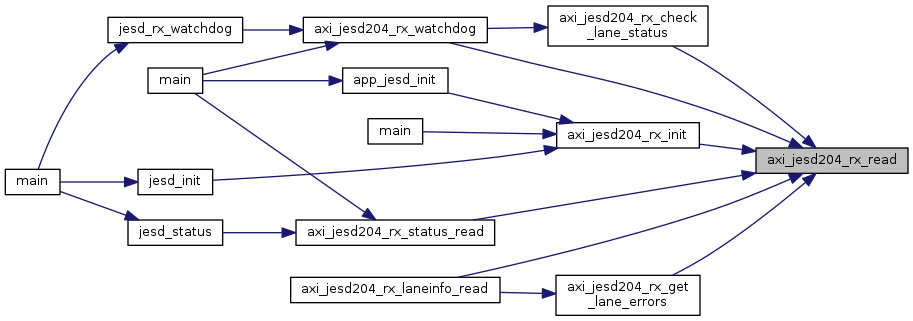 axi_jesd204_rx_check
_lane_status
jesd_rx_watchdog
axi_jesd204_rx_watchdog
main
app_jesd_init
main
axi_jesd204_rx_init
axi_jesd204_rx_read
main
jesd_init
jesd_status
axi_jesd204_rx_status_read
axi_jesd204_rx_laneinfo_read
axi_jesd204_rx_get
_lane_errors